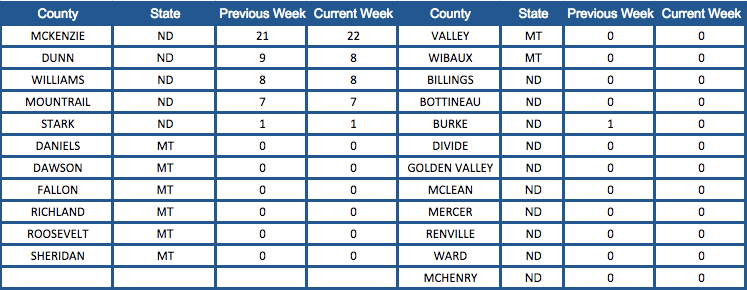 County State Previous Week Current Week County State Previous Week Current Week
MCKENZIE ND 21 22 VALLEY MT 0 0
DUNN ND 9 8 WIBAUX MT 0 0
WILLIAMS ND 8 8 BILLINGS ND 0 0
MOUNTRAIL ND 7 7 BOTTINEAU ND 0 0
STARK ND 1 1 BURKE ND 1 0
DANIELS MT 0 0 DIVIDE ND 0 0
DAWSON MT 0 0 GOLDEN VALLEY ND 0 0
FALLON MT 0 0 MCLEAN ND 0 0
RICHLAND MT 0 0 MERCER ND 0 0
ROOSEVELT MT 0 0 RENVILLE ND 0 0
SHERIDAN MT 0 0 WARD ND 0 0
MCHENRY ND 0 0